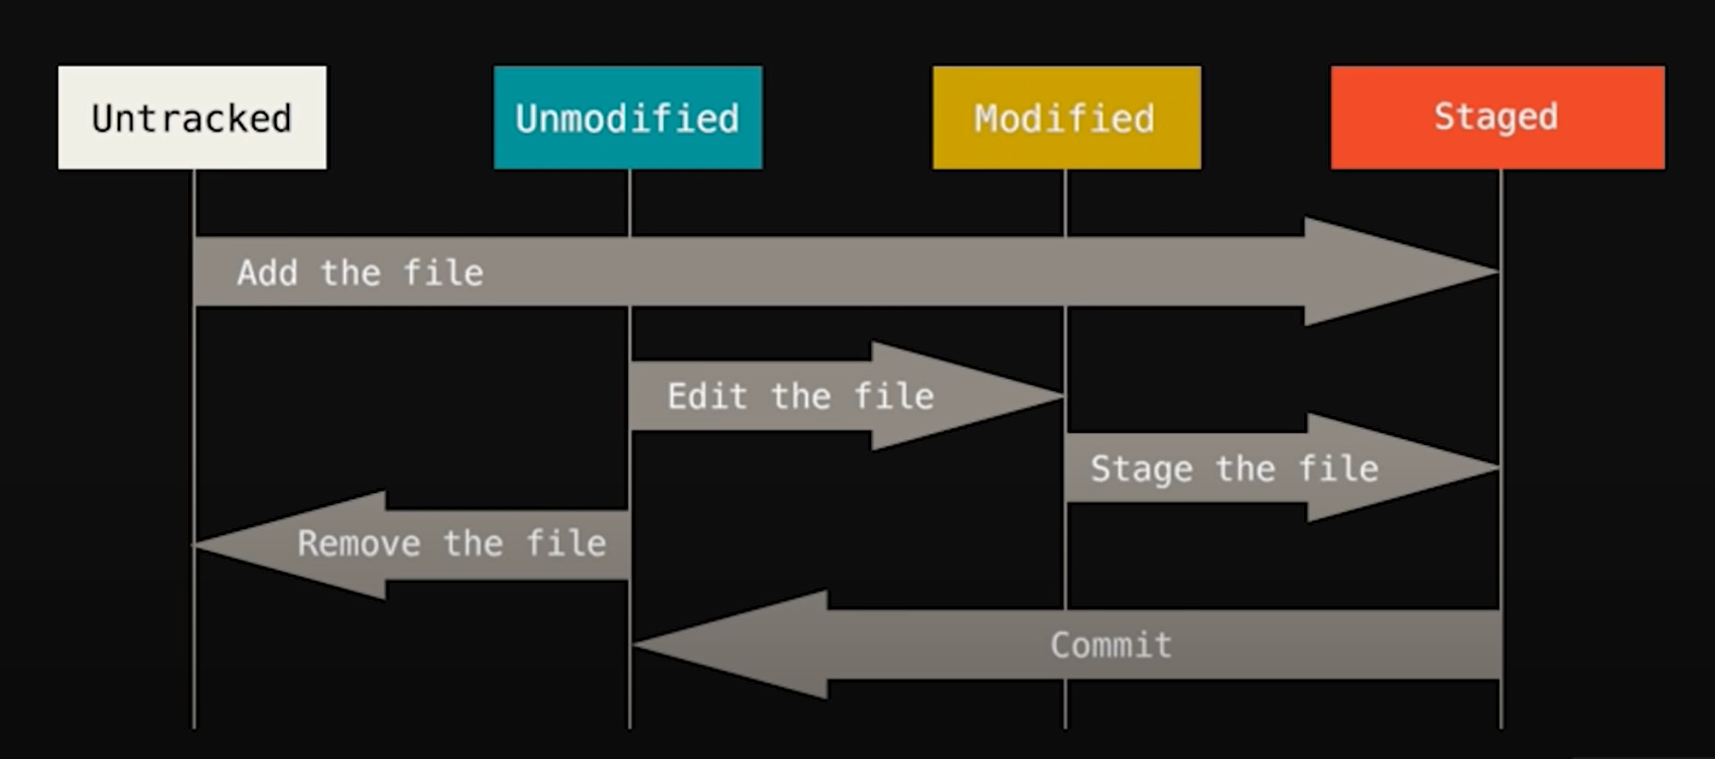 Untracked
Unmodified
Modified
Staged
Add the file
Edit the file
Stage the file
Remove the file
Commit